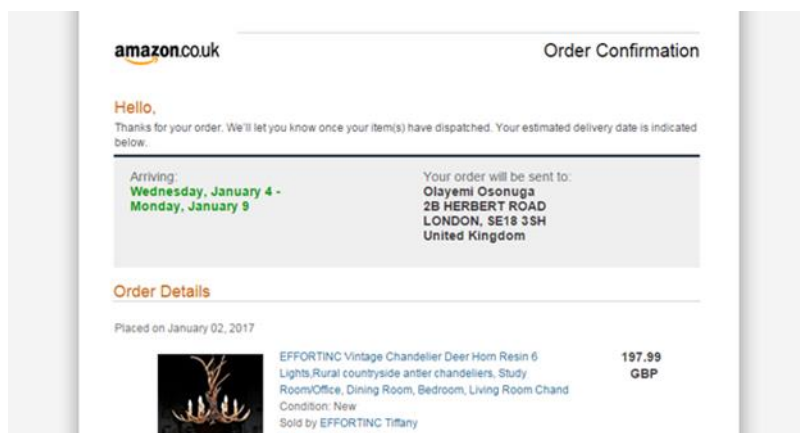 amazon.co.uk
Order Confirmation
Hello,
Thanks for your order. We'll let you know once your item(s) have dispatched. Your estimated delivery date is indicated
below.
Arriving:
Wednesday, January 4 -
Monday, January 9
Your order will be sent to:
Olayemi Osonuga
2B HERBERT ROAD
LONDON, SE18 3SH
United Kingdom
Order Details
Placed on January 02, 2017
EFFORTINC Vintage Chandelier Deer Horn Resin 6
Lights,Rural countryside antler chandeliers, Study
Room/Office, Dining Room, Bedroom, Living Room Chand
Condition: New
Sold by EFFORTINC Tiffany
197.99
GBP